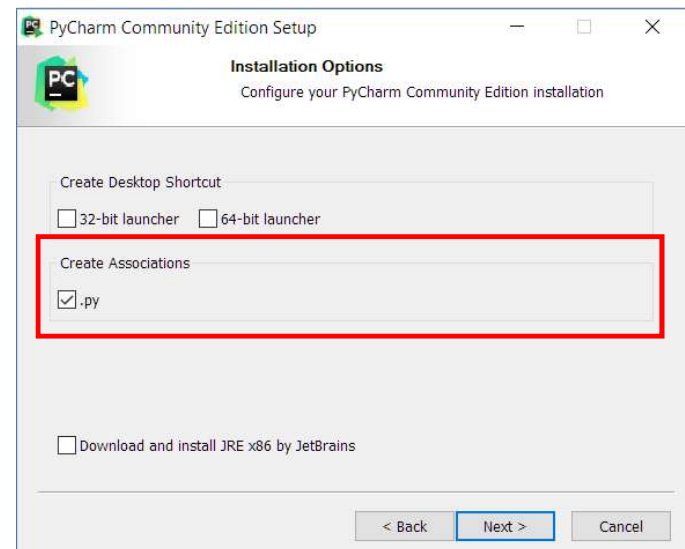 PyCharm Community Edition Setup
PC
Installation Options
Configure your PyCharm Community Edition installation
Create Desktop Shortcut
32-bit launcher 64-bit launcher
Create Associations
.py
Download and install JRE x86 by JetBrains
< Back Next > Cancel